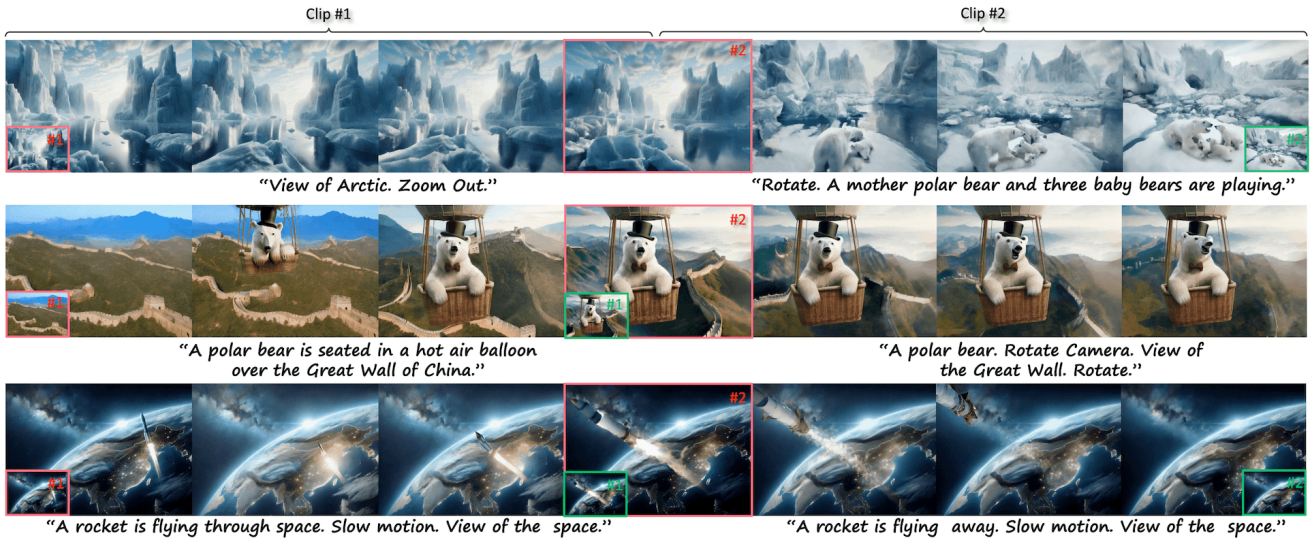 Clip #1
Clip #2
#1
#2
#2
“View of Arctic. Zoom Out.”
“Rotate. A mother polar bear and three baby bears are playing.”
#1
#1
#2
“A polar bear is seated in a hot air balloon
over the Great Wall of China.”
“A polar bear. Rotate Camera. View of
the Great Wall. Rotate.”
#1
#1
#2
#2
“A rocket is flying through space. Slow motion. View of the space.”
“A rocket is flying away. Slow motion. View of the space.”